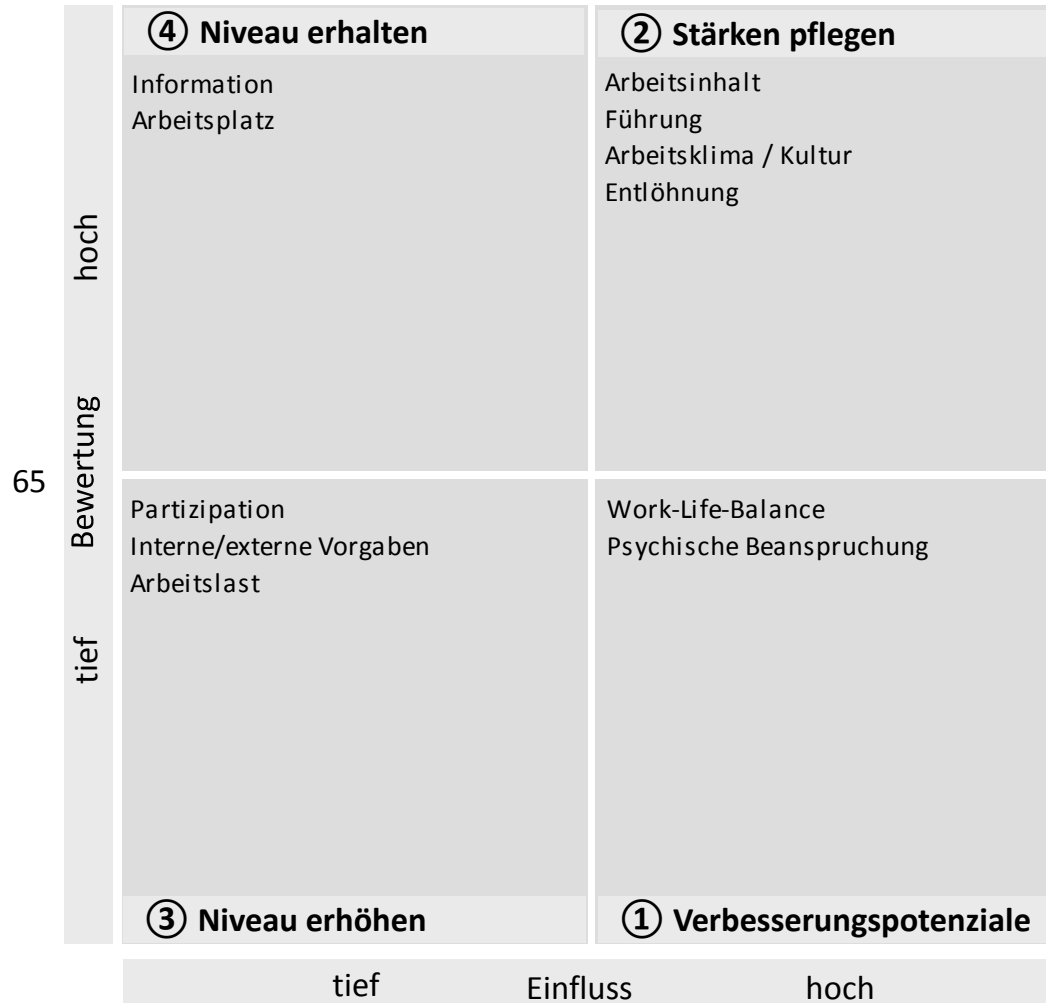 ④ Niveau erhalten
Information
Arbeitsplatz
② Stärken pflegen
Arbeitsinhalt
Führung
Arbeitsklima / Kultur
Entlöhnung
hoch
Bewertung
tief
65
Partizipation
Interne/externe Vorgaben
Arbeitslast
③ Niveau erhöhen
Work-Life-Balance
Psychische Beanspruchung
① Verbesserungspotenziale
tief Einfluss hoch